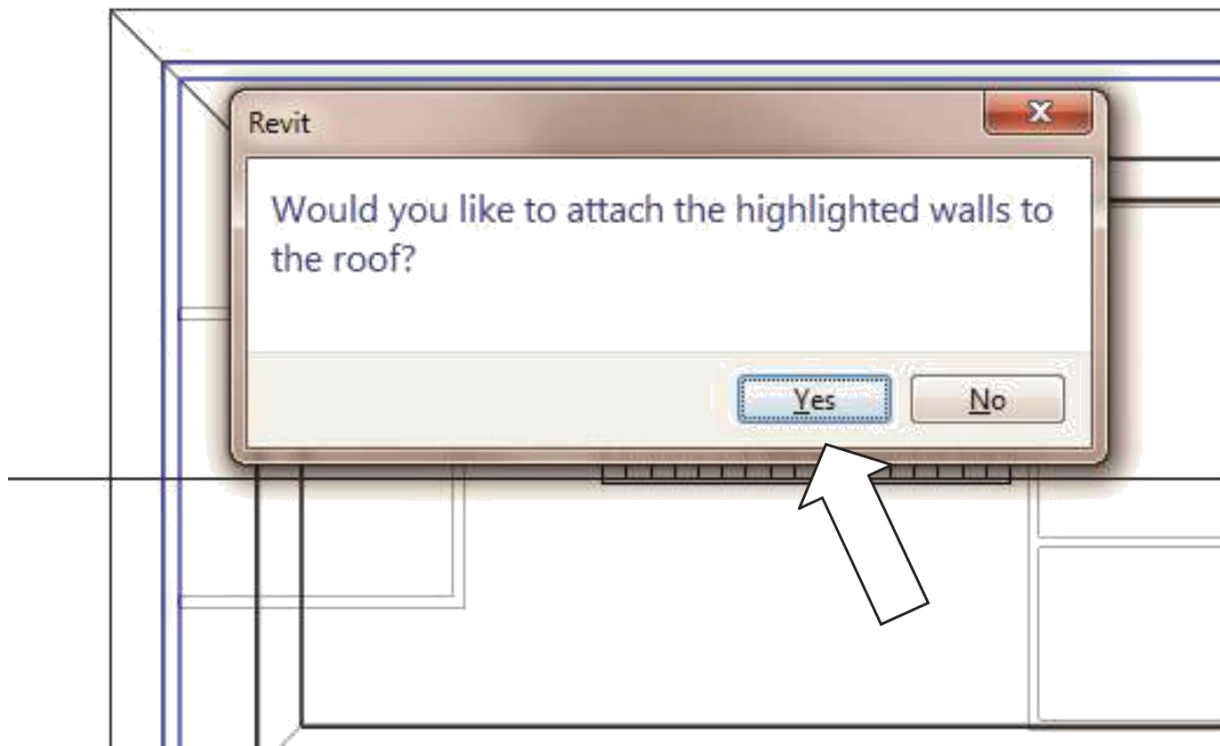 Revit
Would you like to attach the highlighted walls to
the roof?
Yes
No